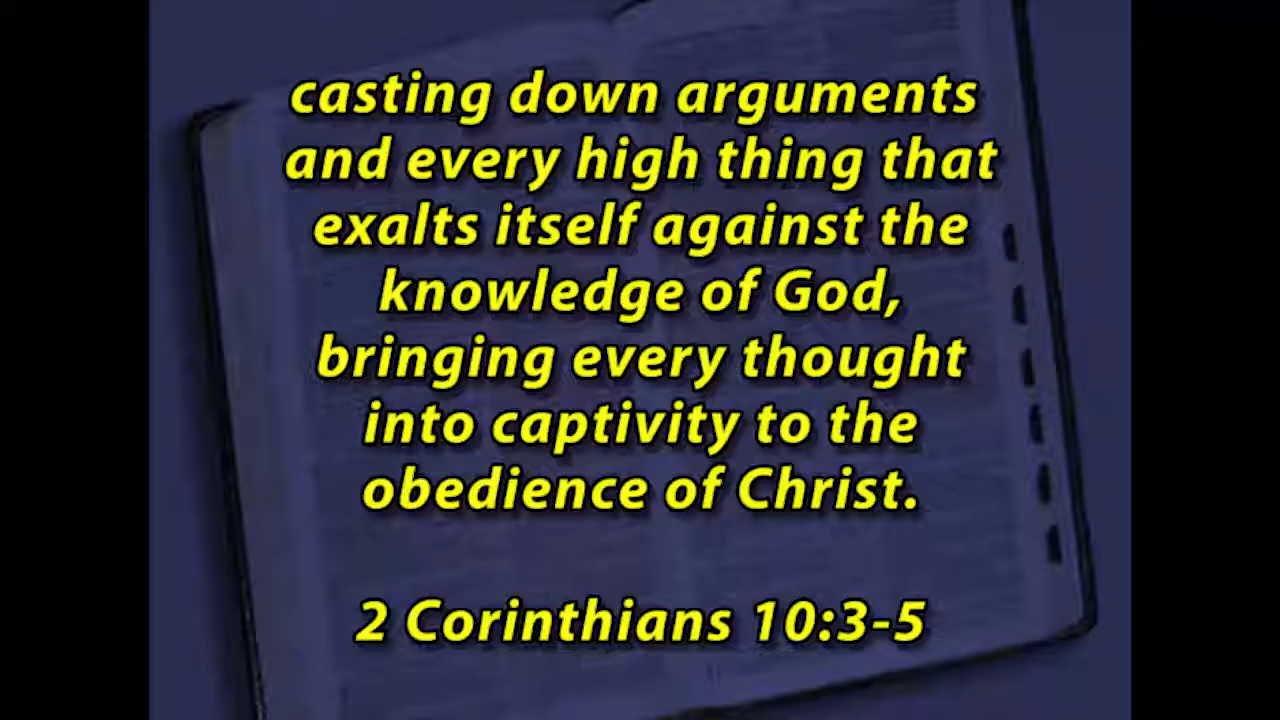 casting down arguments
and every high thing that
exalts itself against the
knowledge of God,
bringing every thought
into captivity to the
obedience of Christ.
2 Corinthians 10:3-5